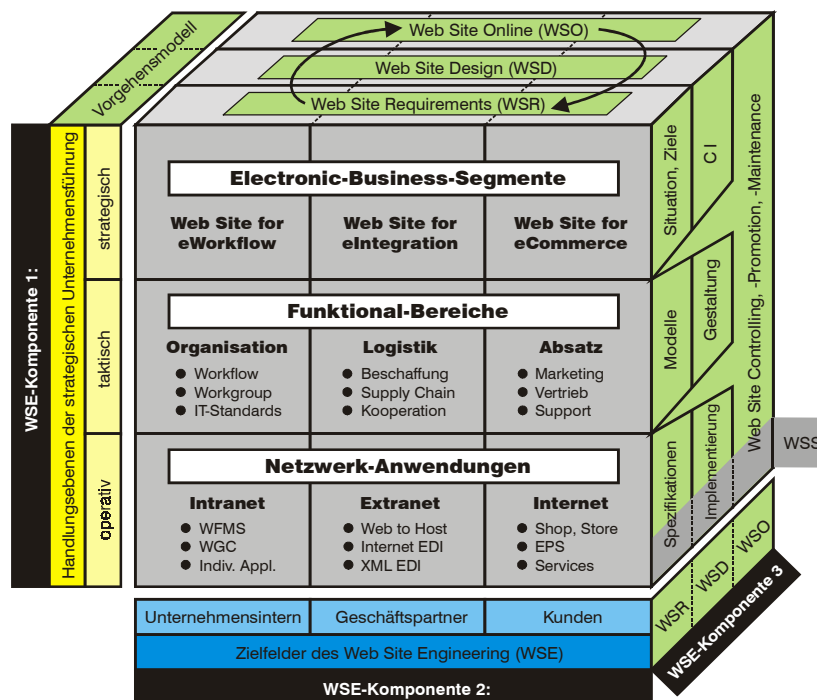 Web Site Online (WSO)
Web Site Design (WSD)
Web Site Requirements (WSR)
Vorgehensmodell
WSE-Komponente 1:
Handlungsebenen der strategischen Unternehmensführung
strategisch
taktisch
operativ
Electronic-Business-Segmente
Web Site for
eWorkflow
Web Site for
eIntegration
Web Site for
eCommerce
Funktional-Bereiche
Organisation
● Workflow
● Workgroup
● IT-Standards
Logistik
● Beschaffung
● Supply Chain
● Kooperation
Absatz
● Marketing
● Vertrieb
● Support
Netzwerk-Anwendungen
Intranet
● WFMS
● WGC
● Indiv. Appl.
Extranet
● Web to Host
● Internet EDI
● XML EDI
Internet
● Shop, Store
● EPS
● Services
Situation, Ziele
CI
Modelle
Gestaltung
Spezifikationen
Implementierung
Web Site Controlling, -Promotion, -Maintenance
WSS
WSR
WSD
WSO
WSE-Komponente 3
Unternehmensintern
Geschäftspartner
Kunden
Zielfelder des Web Site Engineering (WSE)
WSE-Komponente 2: